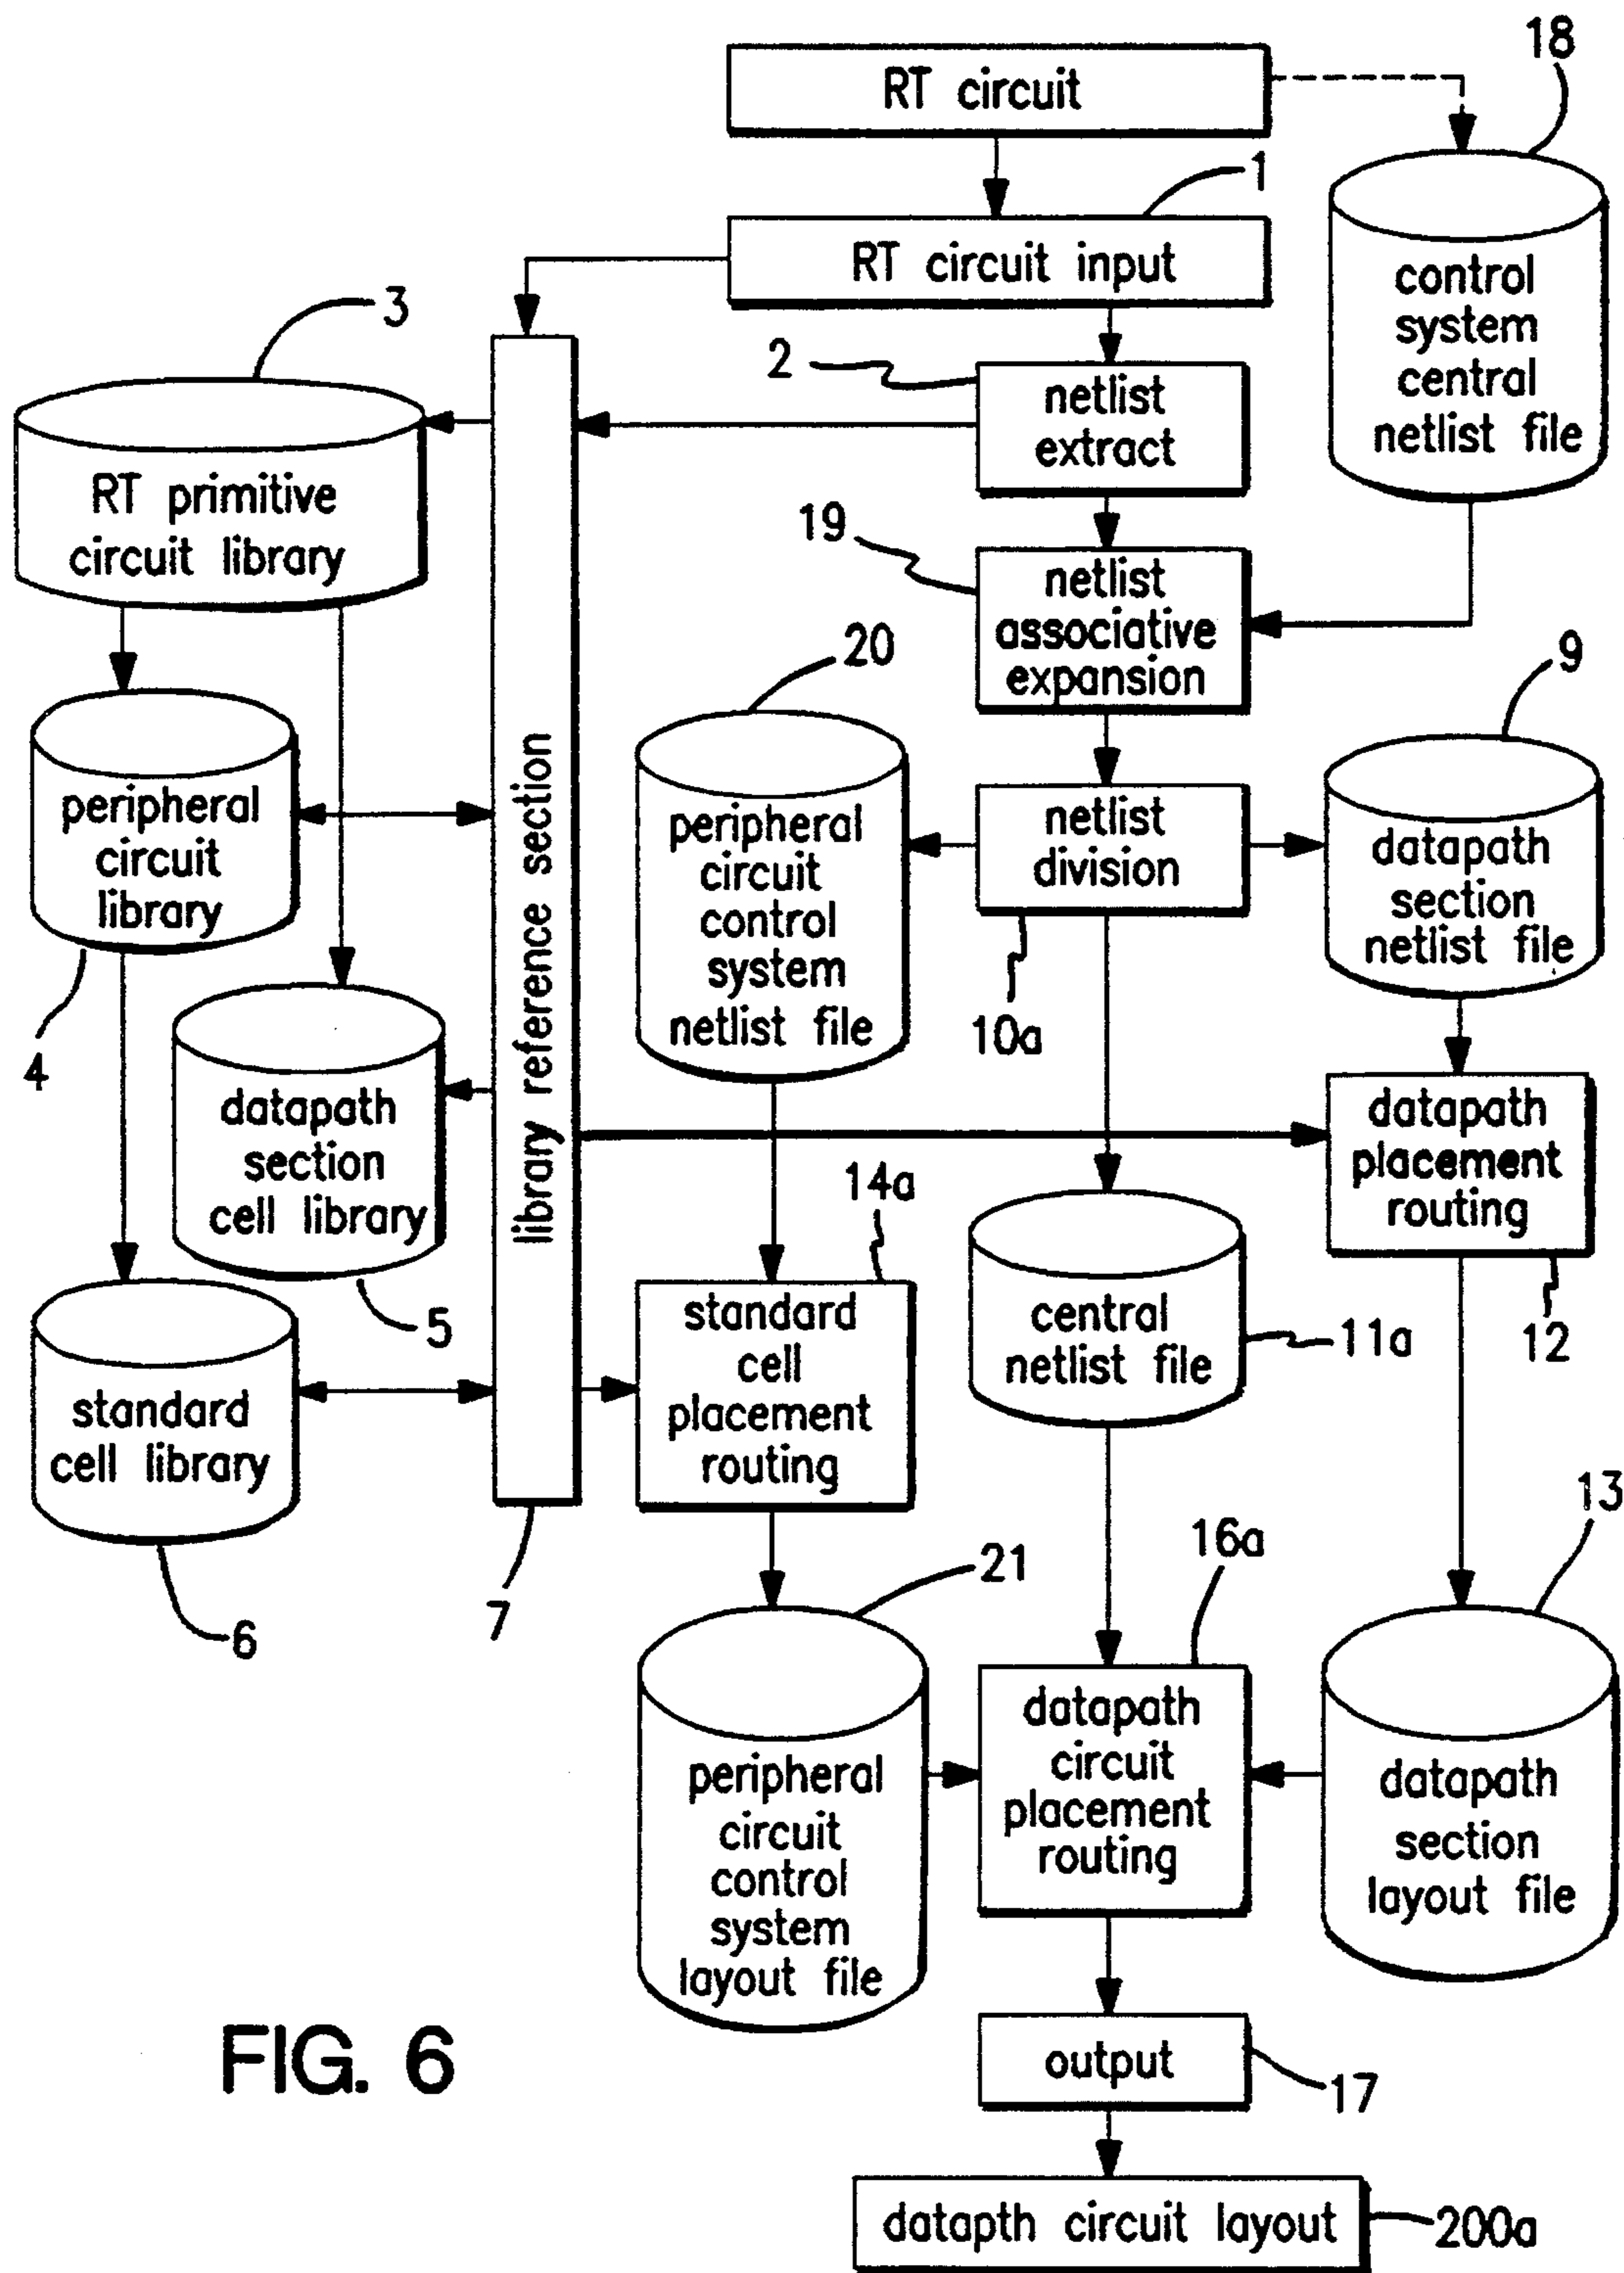 RT circuit
18
1
RT circuit input
control
system
central
netlist file
3
2
netlist
extract
RT primitive
circuit library
19
netlist
associative
expansion
20
9
peripheral
circuit
library
library reference section
peripheral
circuit
control
system
netlist file
netlist
division
datapath
section
netlist file
4
10a
datapath
section
cell library
datapath
placement
routing
14a
5
standard
cell
placement
routing
central
netlist file
11a
12
standard
cell library
13
6
7
21
16a
peripheral
circuit
control
system
layout file
datapath
circuit
placement
routing
datapath
section
layout file
FIG. 6
output
17
datapth circuit layout
200a